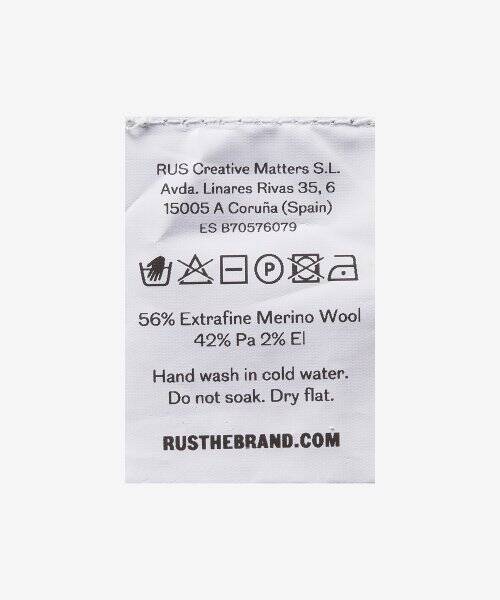 RUS Creative Matters S.L.
Avda. Linares Rivas 35, 6
15005 A Coruña (Spain)
ES B70576079
P
56% Extrafine Merino Wool
42% Pa 2% El
Hand wash in cold water.
Do not soak. Dry flat.
RUSTHEBRAND.COM